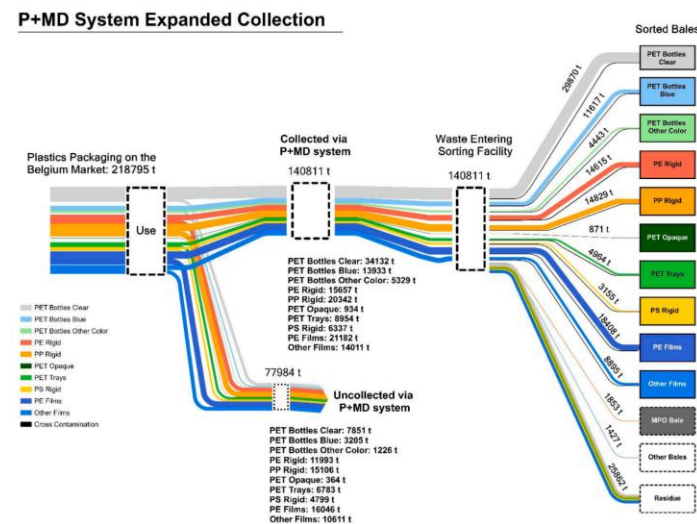 P+MD System Expanded Collection
Sorted Bales
Plastics Packaging on the
Belgium Market: 218795 t
Use
Collected via
P+MD system
140811 t
Waste Entering
Sorting Facility
140811 t
29870 t
11617 t
4443 t
14615 t
14829 t
871 t
4994 t
3155 t
18408 t
8895 t
1853 t
1427 t
25862 t
PET Bottles
Clear
PET Bottles
Blue
PET Bottles
Other Color
PE Rigid
PP Rigid
PET Opaque
PET Trays
PS Rigid
PE Films
Other Films
MPO Bale
Other Bales
Residue
PET Bottles Clear: 34132 t
PET Bottles Blue: 13933 t
PET Bottles Other Color: 5329 t
PE Rigid: 15657 t
PP Rigid: 20342 t
PET Opaque: 934 t
PET Trays: 8954 t
PS Rigid: 6337 t
PE Films: 21182 t
Other Films: 14011 t
PET Bottles Clear
PET Bottles Blue
PET Bottles Other Color
PE Rigid
PP Rigid
PET Opaque
PET Trays
PS Rigid
PE Films
Other Films
Cross Contamination
77984 t
Uncollected via
P+MD system
PET Bottles Clear: 7851 t
PET Bottles Blue: 3205 t
PET Bottles Other Color: 1226 t
PE Rigid: 11993 t
PP Rigid: 15106 t
PET Opaque: 364 t
PET Trays: 6783 t
PS Rigid: 4799 t
PE Films: 16046 t
Other Films: 10611 t